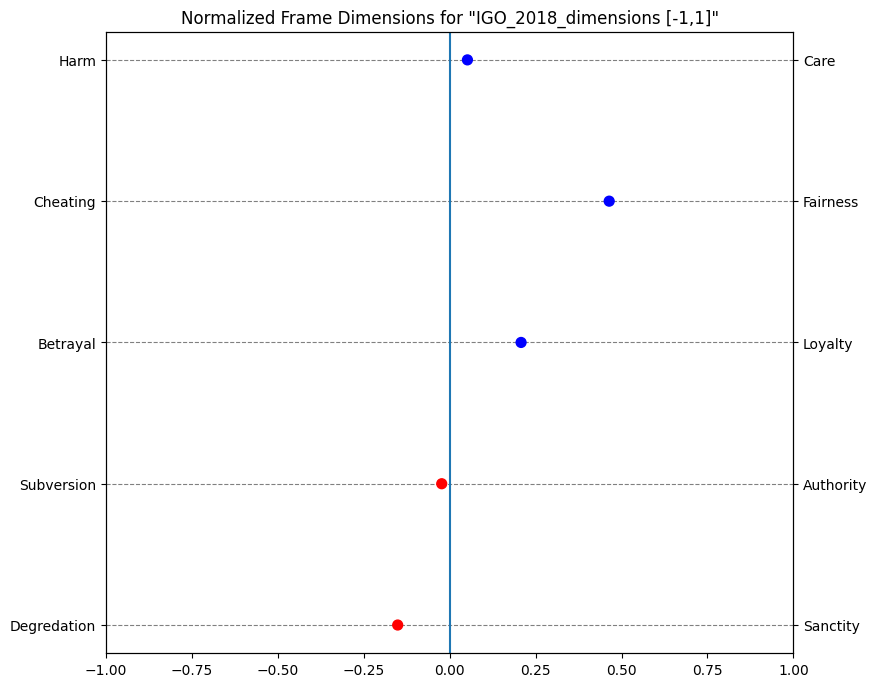 Normalized Frame Dimensions for "IGO_2018_dimensions [-1,1]"
Harm Care
Cheating Fairness
Betrayal Loyalty
Subversion Authority
Degredation Sanctity
−1.00 −0.75 −0.50 −0.25 0.00 0.25 0.50 0.75 1.00